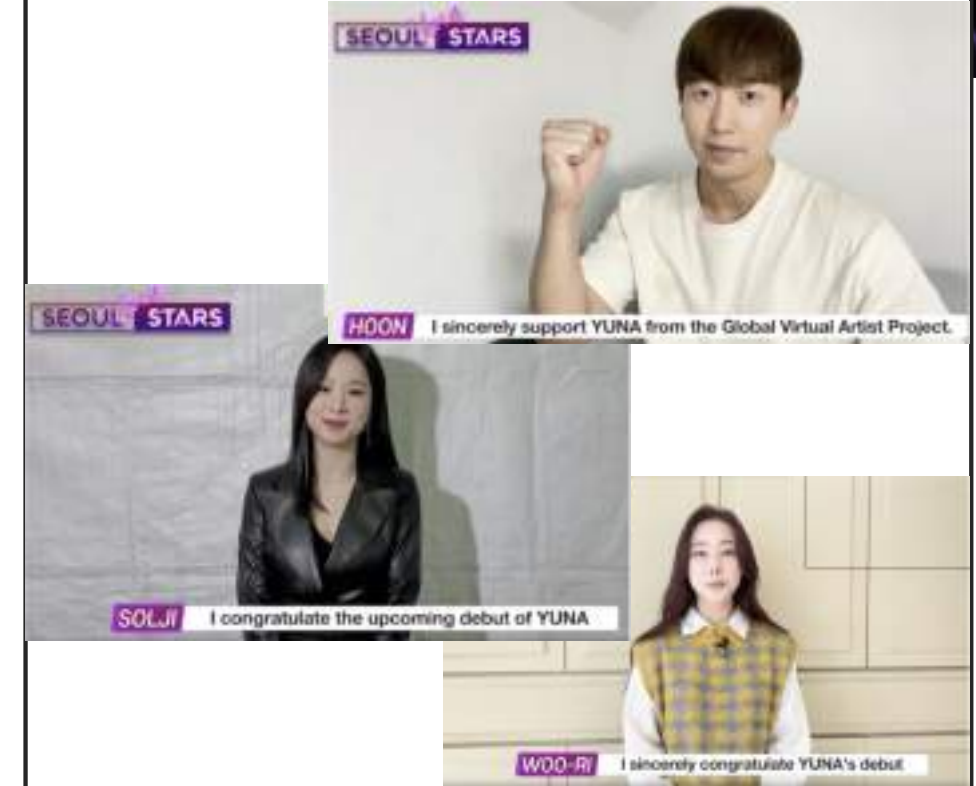 SEOUL STARS
HOON I sincerely support YUNA from the Global Virtual Artist Project.
SEOUL STARS
SOLJI I congratulate the upcoming debut of YUNA
WOO-RI I sincerely congratulate YUNA's debut